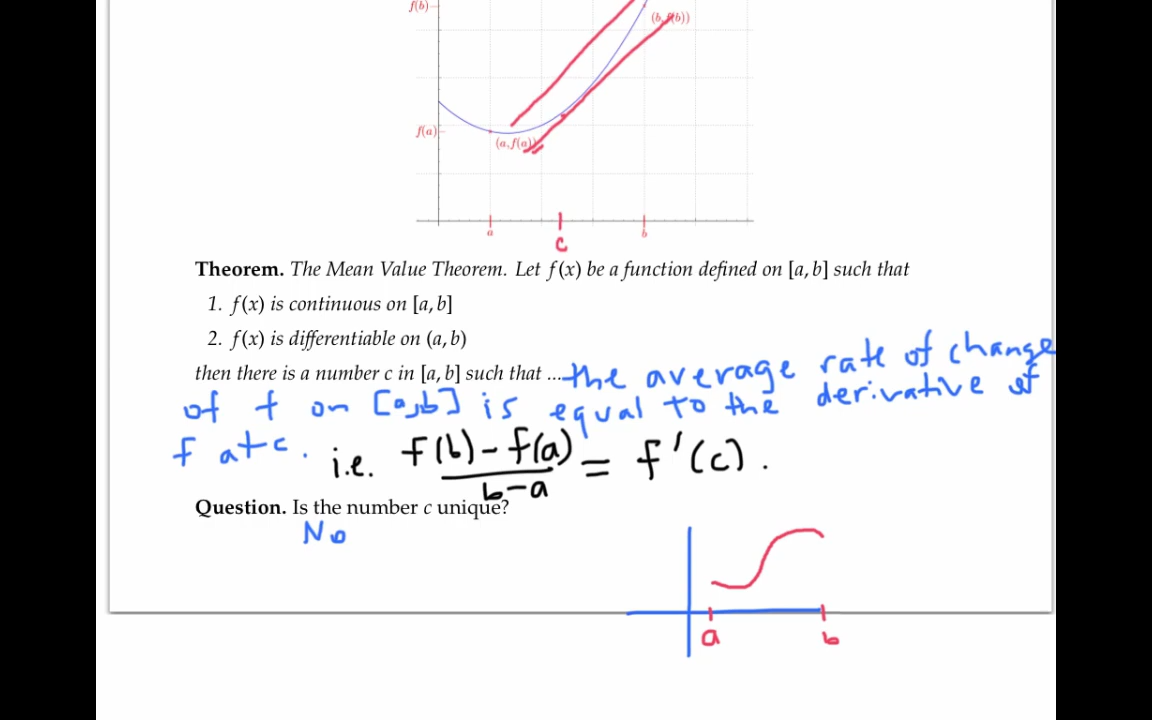 f(b)
(b, f(b))
f(a)
(a, f(a))
a
c
b
Theorem. The Mean Value Theorem. Let f(x) be a function defined on [a, b] such that
1. f(x) is continuous on [a, b]
2. f(x) is differentiable on (a, b)
then there is a number c in [a, b] such that ... the average rate of change
of f on [a,b] is equal to the derivative of
f at c. i.e. f(b)-f(a)/b-a = f'(c).
Question. Is the number c unique?
No
a
b